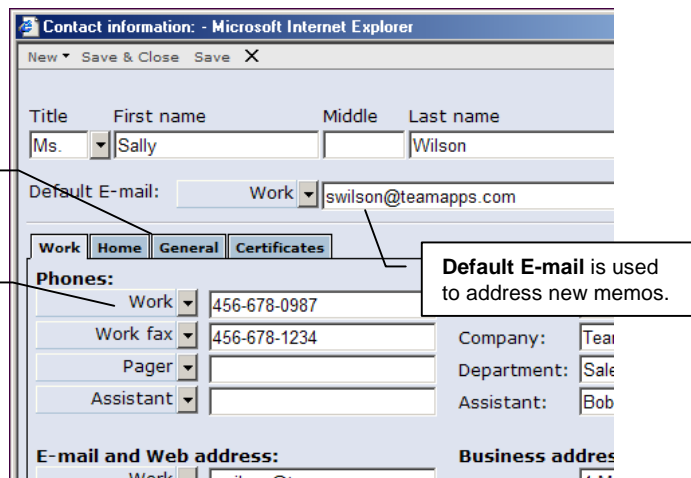 Contact information: - Microsoft Internet Explorer
New Save & Close Save X
Title First name Middle Last name
Ms. Sally Wilson
Default E-mail: Work swilson@teamapps.com
Work Home General Certificates
Default E-mail is used
to address new memos.
Phones:
Work 456-678-0987
Work fax 456-678-1234 Company:
Pager Department:
Assistant Assistant: Bob
E-mail and Web address: Business